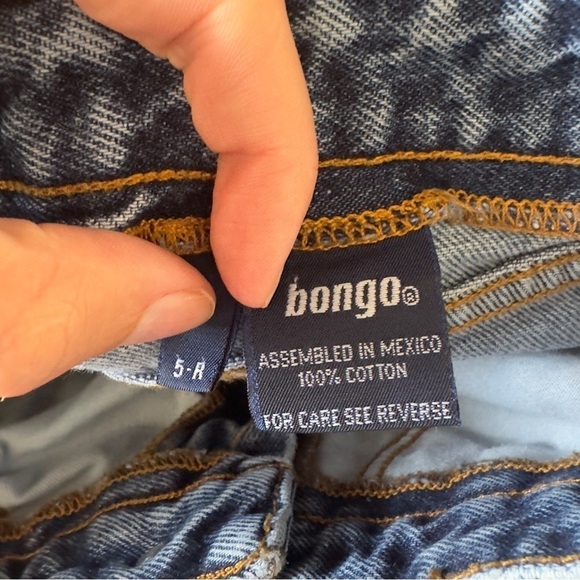 bongo®
ASSEMBLED IN MEXICO
100% COTTON
FOR CARE SEE REVERSE
5-R